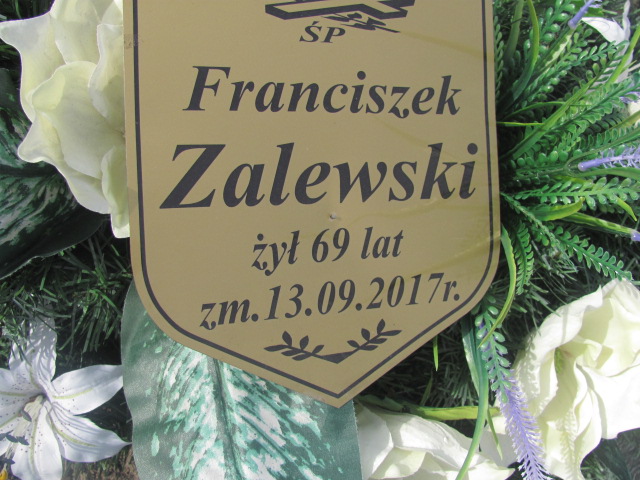 ŚP
Franciszek
Zalewski
żył 69 lat
zm.13.09.2017r.